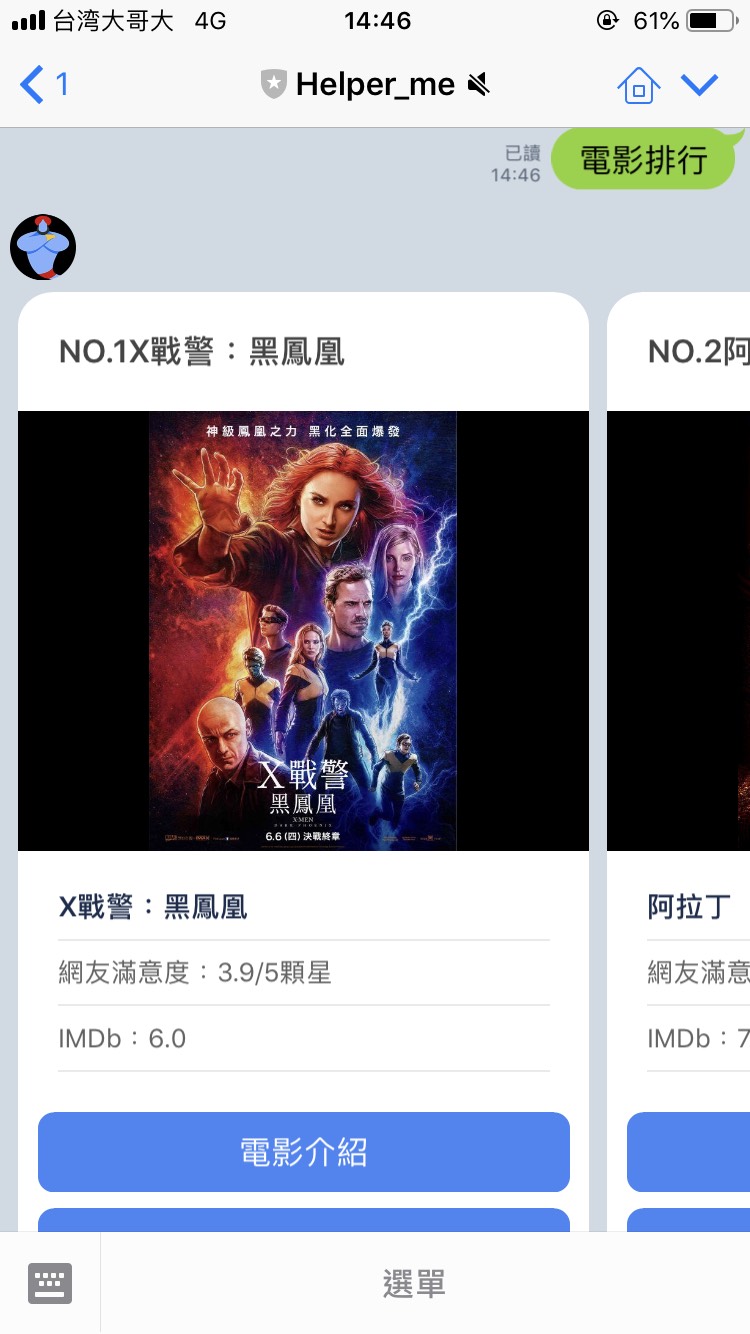 台湾大哥大 4G 14:46 61%
1 Helper_me
已讀
14:46
電影排行
NO.1X戰警：黑鳳凰
NO.2阿
神級鳳凰之力 黑化全面爆發
X戰警
黑鳳凰
X-MEN
DARK PHOENIX
6.6 (四) 決戰終章
X戰警：黑鳳凰
網友滿意度：3.9/5顆星
IMDb：6.0
電影介紹
阿拉丁
網友滿意
IMDb：7
選單